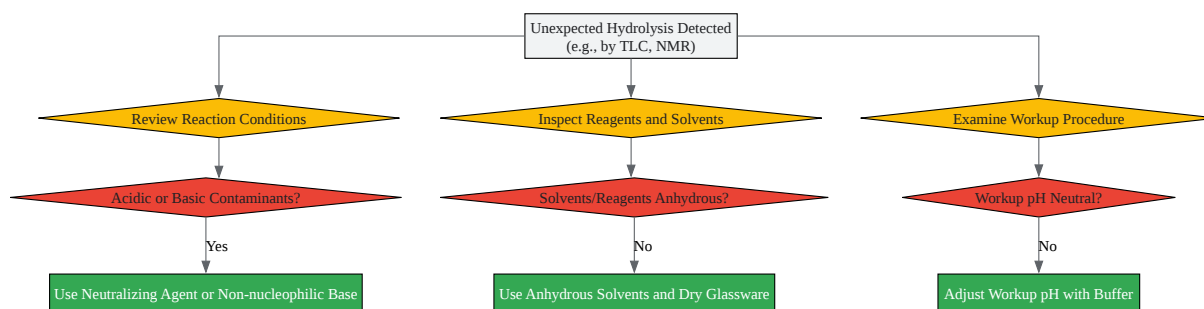 Unexpected Hydrolysis Detected
(e.g., by TLC, NMR)
Review Reaction Conditions
Inspect Reagents and Solvents
Examine Workup Procedure
Acidic or Basic Contaminants?
Solvents/Reagents Anhydrous?
Workup pH Neutral?
Yes
No
No
Use Neutralizing Agent or Non-nucleophilic Base
Use Anhydrous Solvents and Dry Glassware
Adjust Workup pH with Buffer